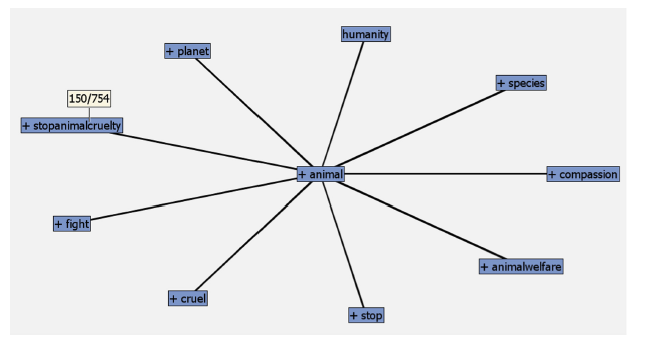 humanity
+ planet
+ species
150/754
+ stopanimalcruelty
+ animal
+ compassion
+ fight
+ animalwelfare
+ cruel
+ stop